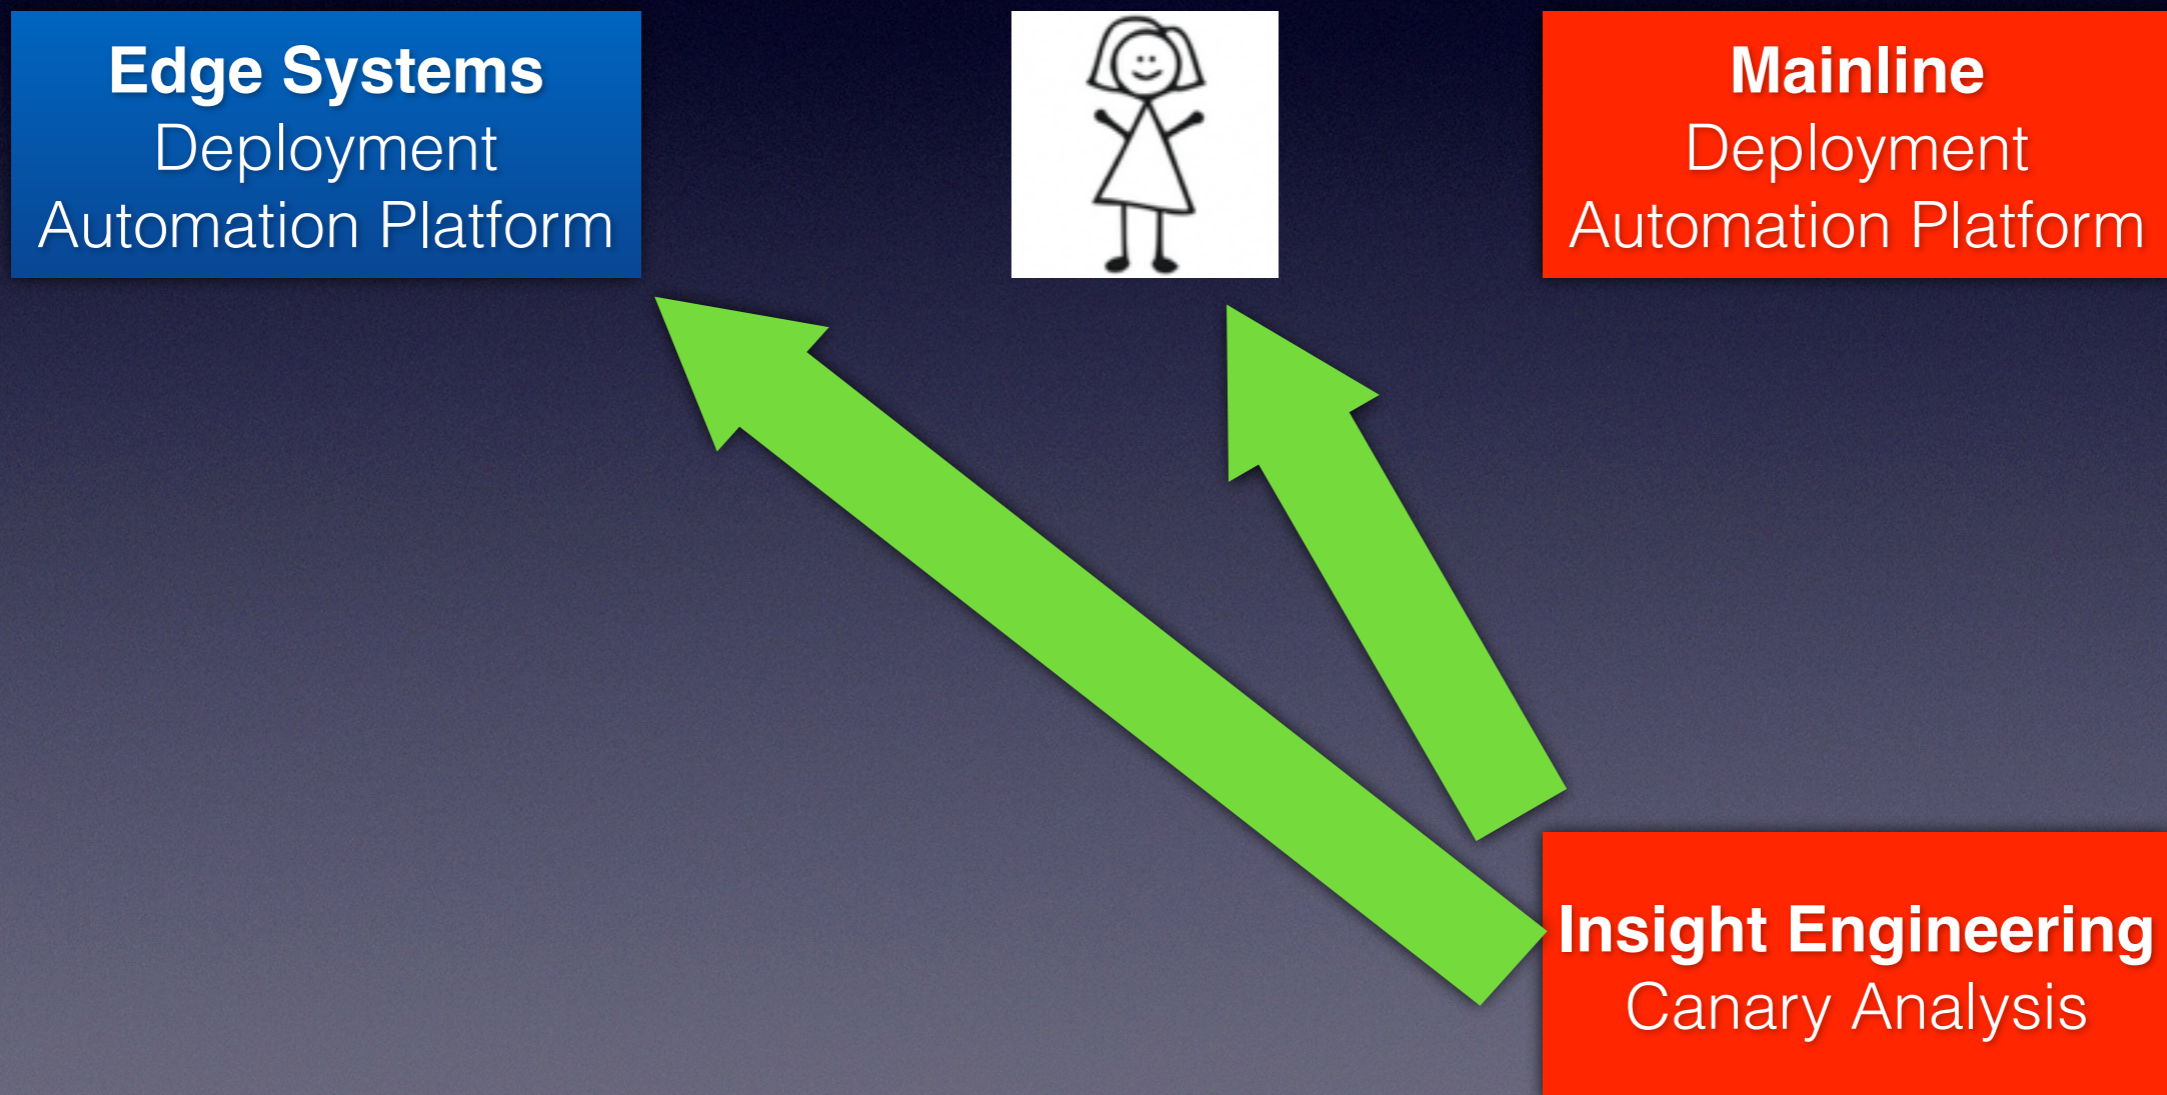 Edge Systems
Deployment
Automation Platform
Mainline
Deployment
Automation Platform
Insight Engineering
Canary Analysis